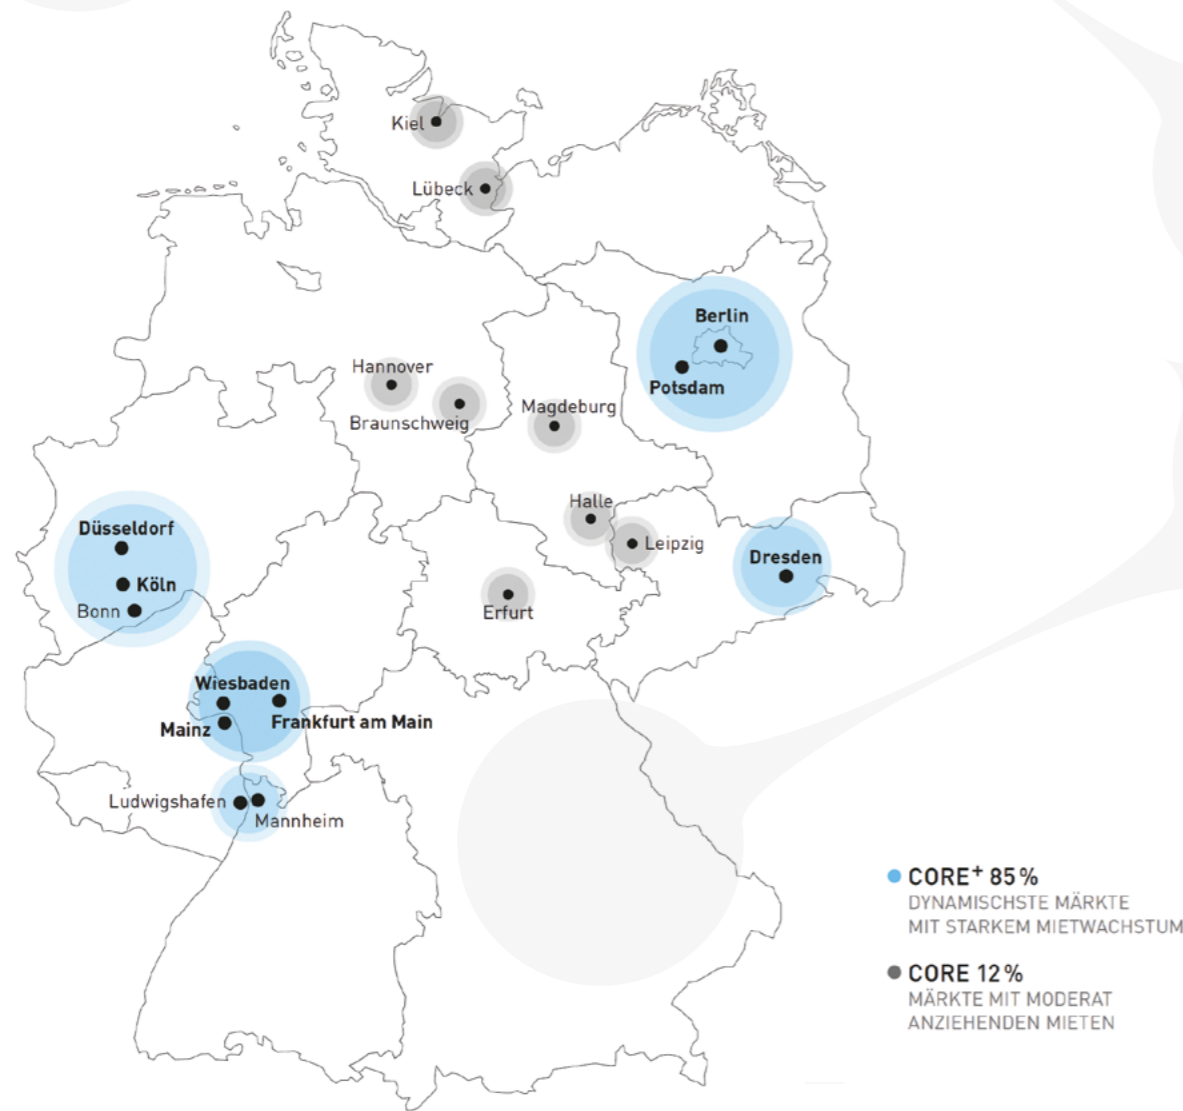 Kiel
Lübeck
Berlin
Potsdam
Hannover
Braunschweig
Magdeburg
Halle
Leipzig
Düsseldorf
Köln
Bonn
Dresden
Erfurt
Wiesbaden
Mainz
Frankfurt am Main
Ludwigshafen
Mannheim
CORE⁺ 85 %
DYNAMISCHSTE MÄRKTE
MIT STARKEM MIETWACHSTUM
CORE 12 %
MÄRKTE MIT MODERAT
ANZIEHENDEN MIETEN